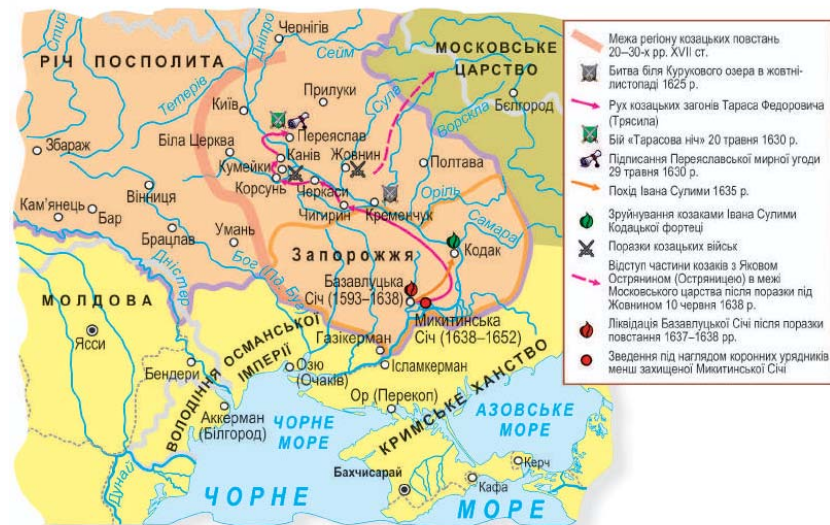 Стир
Чернігів
Дніпро
Сейм
МОСКОВСЬКЕ
ЦАРСТВО
РІЧ ПОСПОЛИТА
Тетерів
Прилуки
Сула
Ворскла
Бєлгород
Київ
Збараж
Біла Церква
Переяслав
Канів
Жовнин
Полтава
Кумейки
Корсунь
Черкаси
Оріль
Вінниця
Чигирин
Кременчук
Самара
Кам'янець
Бар
Умань
Брацлав
Кодак
Запорожжя
Дністер
Бог (Пд. Буг)
Базавлуцька
Січ (1593–1638)
МОЛДОВА
Микитинська
Січ (1638–1652)
Ясси
Газікерман
ВОЛОДІННЯ ОСМАНСЬКОЇ
ІМПЕРІЇ
Бендери
Озю
(Очаків)
Ісламкерман
КРИМСЬКЕ ХАНСТВО
Ор (Перекоп)
Аккерман
(Білгород)
ЧОРНЕ
МОРЕ
АЗОВСЬКЕ
МОРЕ
Дунай
Бахчисарай
Керч
Кафа
ЧОРНЕ
МОРЕ
Межа регіону козацьких повстань
20–30-х рр. XVII ст.
Битва біля Курукового озера в жовтні-
листопаді 1625 р.
Рух козацьких загонів Тараса Федоровича
(Трясила)
Бій «Тарасова ніч» 20 травня 1630 р.
Підписання Переяславської мирної угоди
29 травня 1630 р.
Похід Івана Сулими 1635 р.
Зруйнування козаками Івана Сулими
Кодацької фортеці
Поразки козацьких військ
Відступ частини козаків з Яковом
Острянином (Остряницею) в межі
Московського царства після поразки під
Жовнином 10 червня 1638 р.
Ліквідація Базавлуцької Січі після поразки
повстання 1637–1638 рр.
Зведення під наглядом коронних урядників
менш захищеної Микитинської Січі